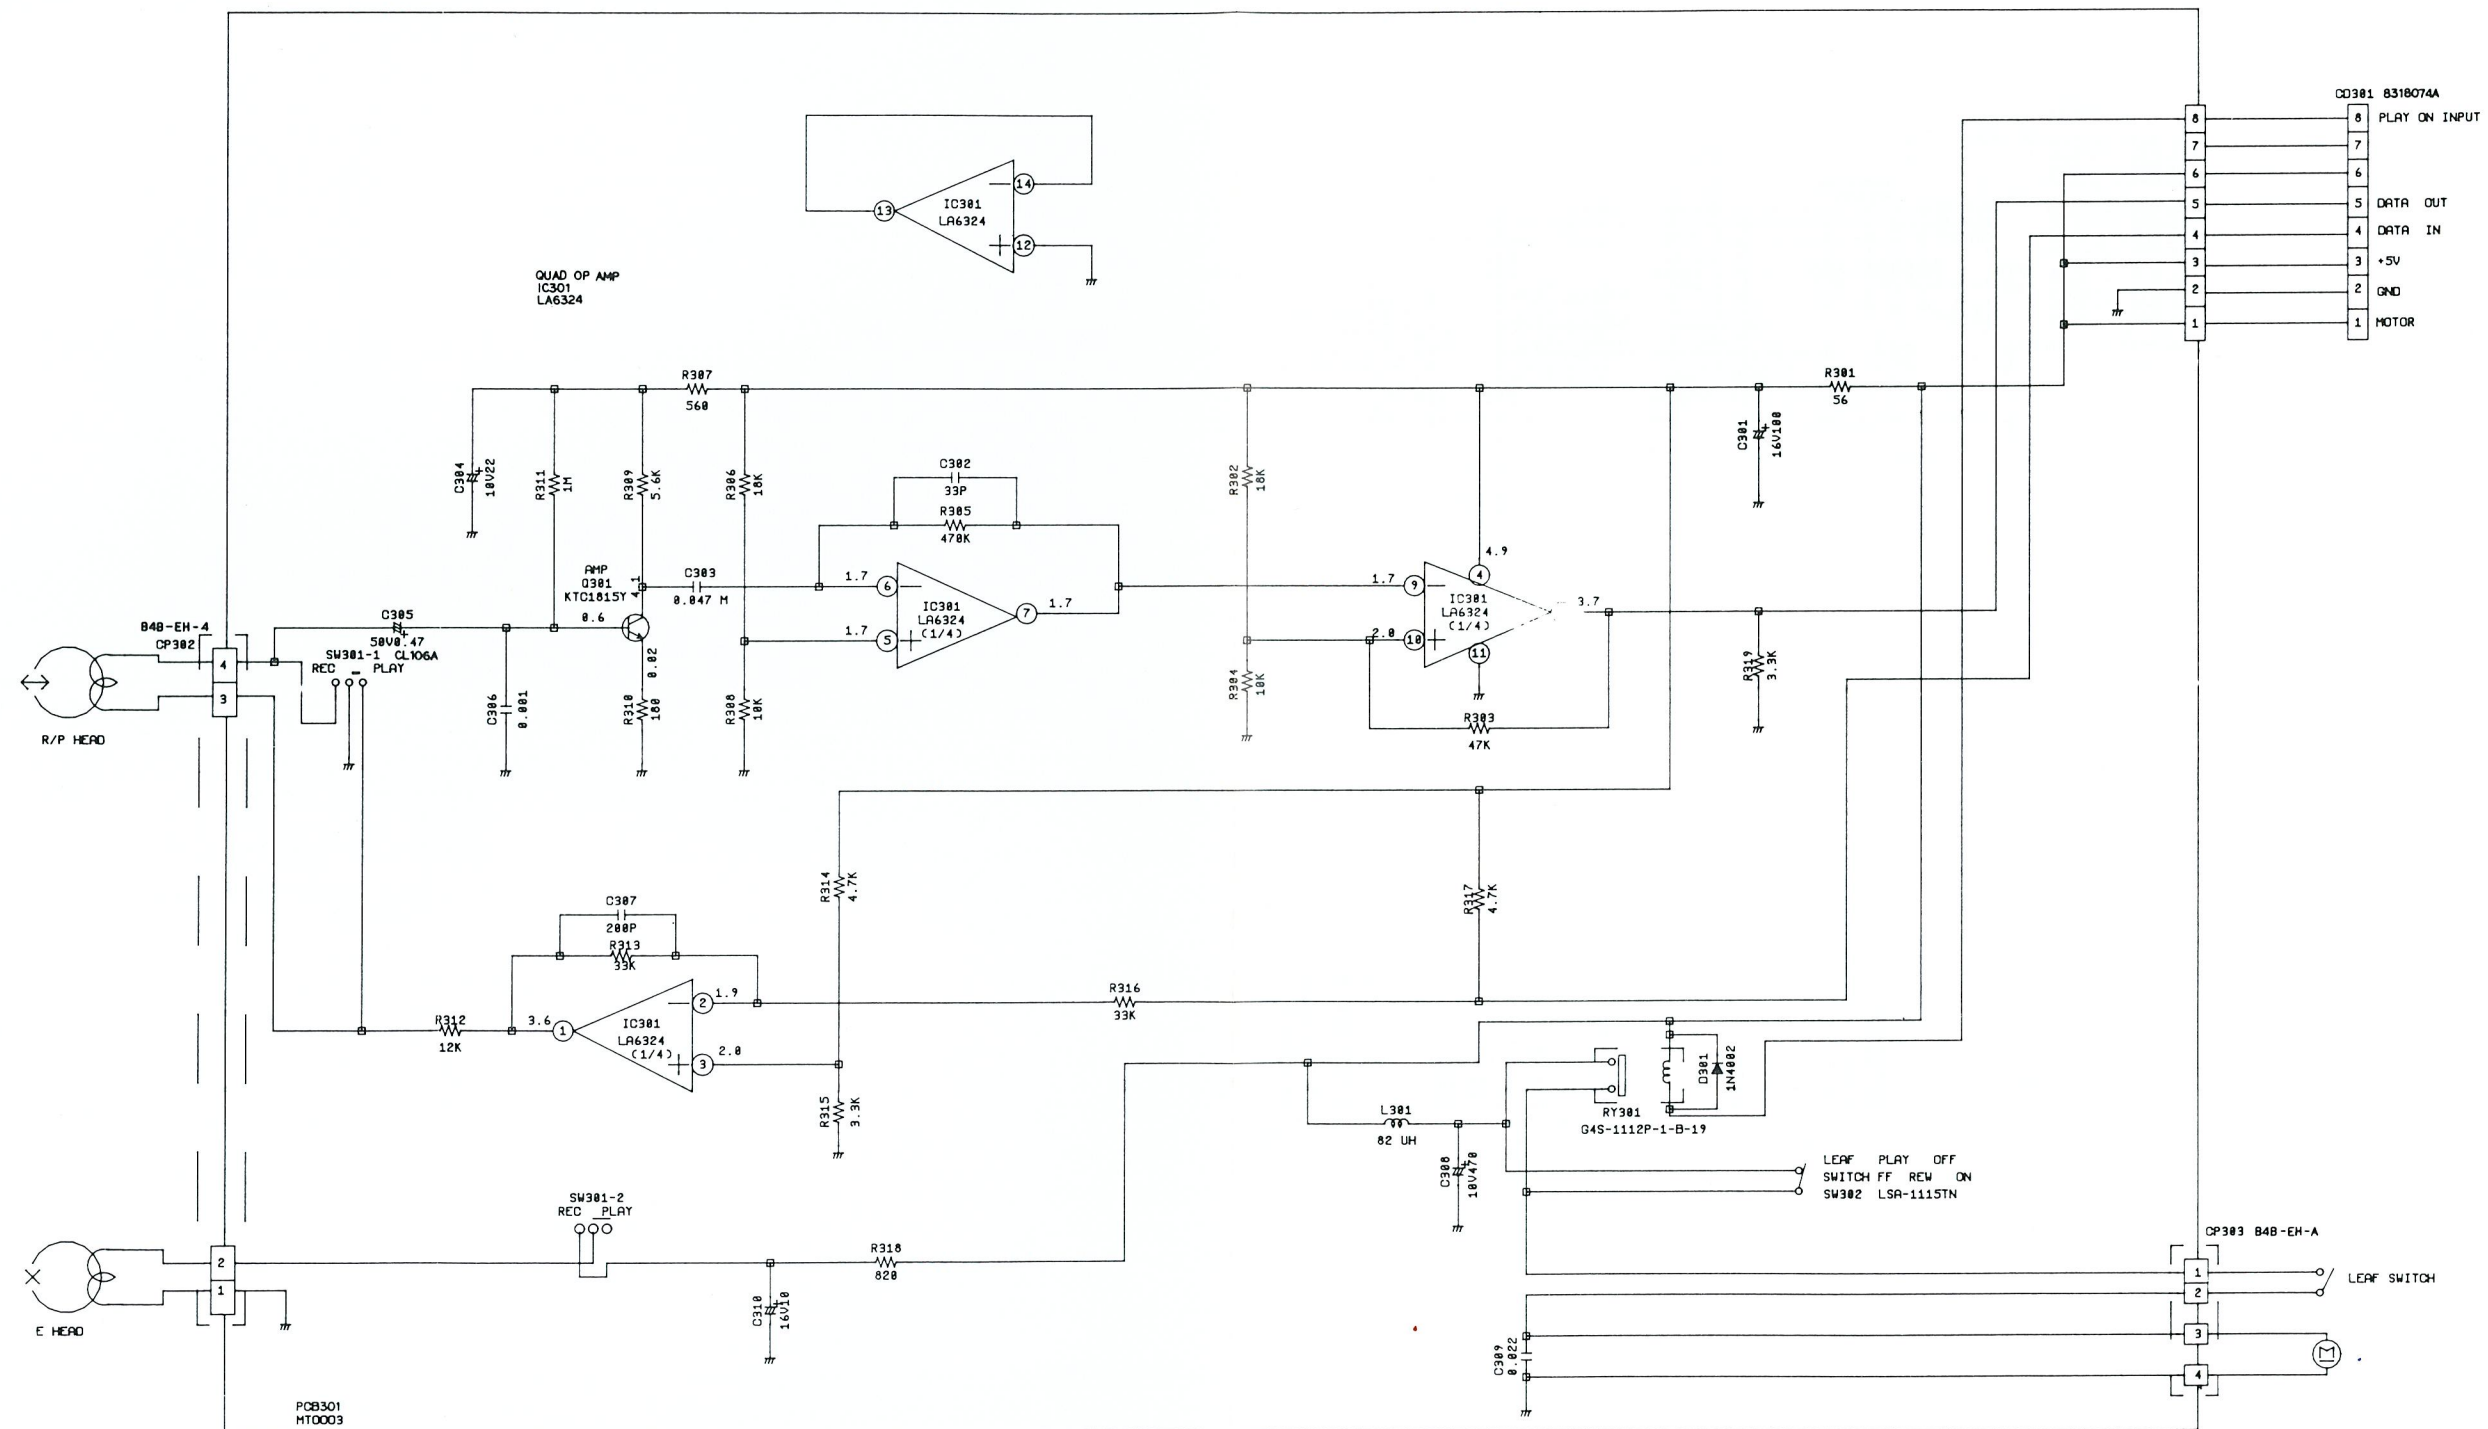 CD301 8318074A
8
8 PLAY ON INPUT
7
7
6
6
5
5 DATA OUT
4
4 DATA IN
3
3 +5V
2
2 GND
1
1 MOTOR
14
13
IC301
LA6324
12
QUAD OP AMP
IC301
LA6324
R307
560
R301
56
C304
10V22
R311
1M
R309
5.6K
R306
18K
C302
33P
R305
470K
R302
18K
C301
16V100
4.9
4
AMP
Q301
KTC1815Y
4.1
0.6
0.02
C303
0.047 M
1.7
6
1.7
5
IC301
LA6324
(1/4)
7
1.7
1.7
9
2.0
10
IC301
LA6324
(1/4)
11
3.7
B4B-EH-4
CP302
C305
50V0.47
SW301-1 CL106A
REC PLAY
4
3
R/P HEAD
C306
0.001
R310
180
R308
10K
R304
10K
R303
47K
R319
3.3K
R314
4.7K
R317
4.7K
C307
200P
R313
33K
R316
33K
R312
12K
3.6
1
IC301
LA6324
(1/4)
2
1.9
3
2.0
R315
3.3K
L301
82 UH
C308
10V470
RY301
G4S-1112P-1-B-19
D301
1N4002
LEAF PLAY OFF
SWITCH FF REW ON
SW302 LSA-1115TN
SW301-2
REC PLAY
R318
820
C310
16V10
2
1
E HEAD
CP303 B4B-EH-A
1
2
3
4
LEAF SWITCH
M
C309
0.022
PCB301
MT0003